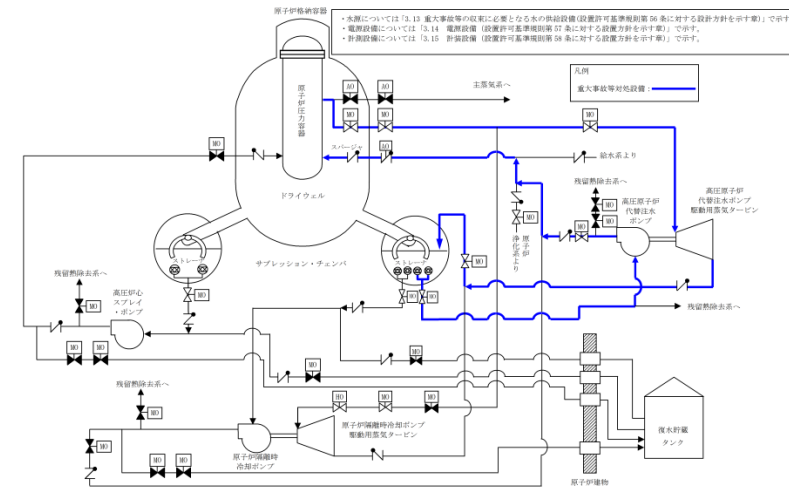 原子炉格納容器
・水源については「3.13 重大事故等の収束に必要となる水の供給設備(設置許可基準規則第56条に対する設計方針を示す章)」で示す。
・電源設備については「3.14 電源設備(設置許可基準規則第57条に対する設置方針を示す章)」で示す。
・計測設備については「3.15 計装設備(設置許可基準規則第58条に対する設置方針を示す章)」で示す。
凡例
重大事故等対処設備:
原子炉圧力容器
AO
AO
主蒸気系へ
MO
MO
MO
MO
スパージャ
AO
給水系より
ドライウェル
残留熱除去系へ
MO
MO
MO
高圧原子炉
代替注水
ポンプ
高圧原子炉
代替注水ポンプ
駆動用蒸気タービン
MO
原子炉
浄化系より
ストレーナ
ストレーナ
サプレッション・チェンバ
MO
MO
残留熱除去系へ
MO
高圧炉心
スプレイ
・ポンプ
MO
HO
MO
残留熱除去系へ
MO
MO
MO
MO
残留熱除去系へ
MO
HO
MO
MO
原子炉隔離時冷却ポンプ
駆動用蒸気タービン
MO
原子炉隔離時
冷却ポンプ
MO
MO
復水貯蔵
タンク
原子炉建物